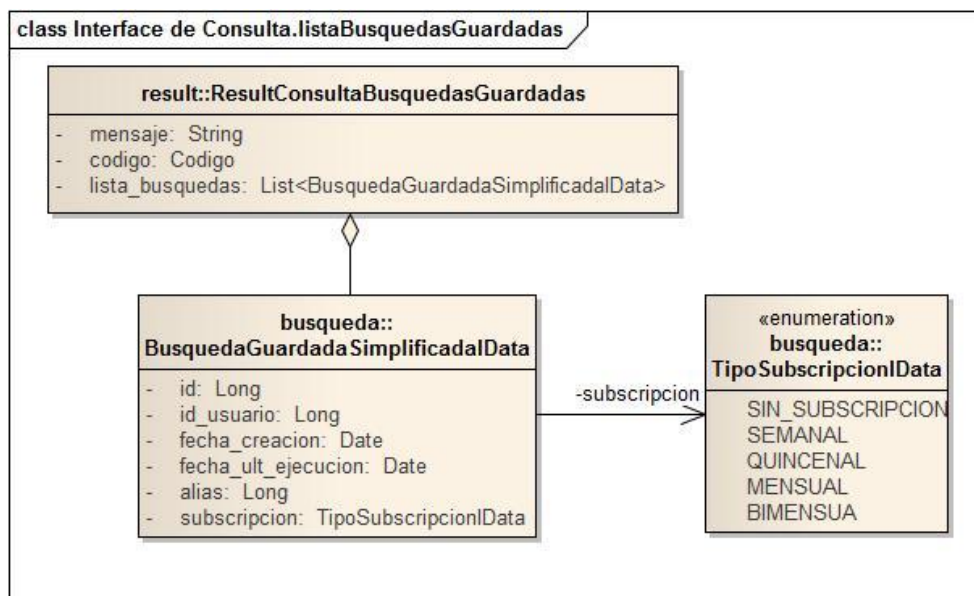 class Interface de Consulta.listaBusquedasGuardadas
result::ResultConsultaBusquedasGuardadas
- mensaje: String
- codigo: Codigo
- lista_busquedas: List<BusquedaGuardadaSimplificadaIData>
busqueda::
BusquedaGuardadaSimplificadaIData
- id: Long
- id_usuario: Long
- fecha_creacion: Date
- fecha_ult_ejecucion: Date
- alias: Long
- subscripcion: TipoSubscripcionIData
-subscripcion
«enumeration»
busqueda::
TipoSubscripcionIData
SIN_SUBSCRIPCION
SEMANAL
QUINCENAL
MENSUAL
BIMENSUA